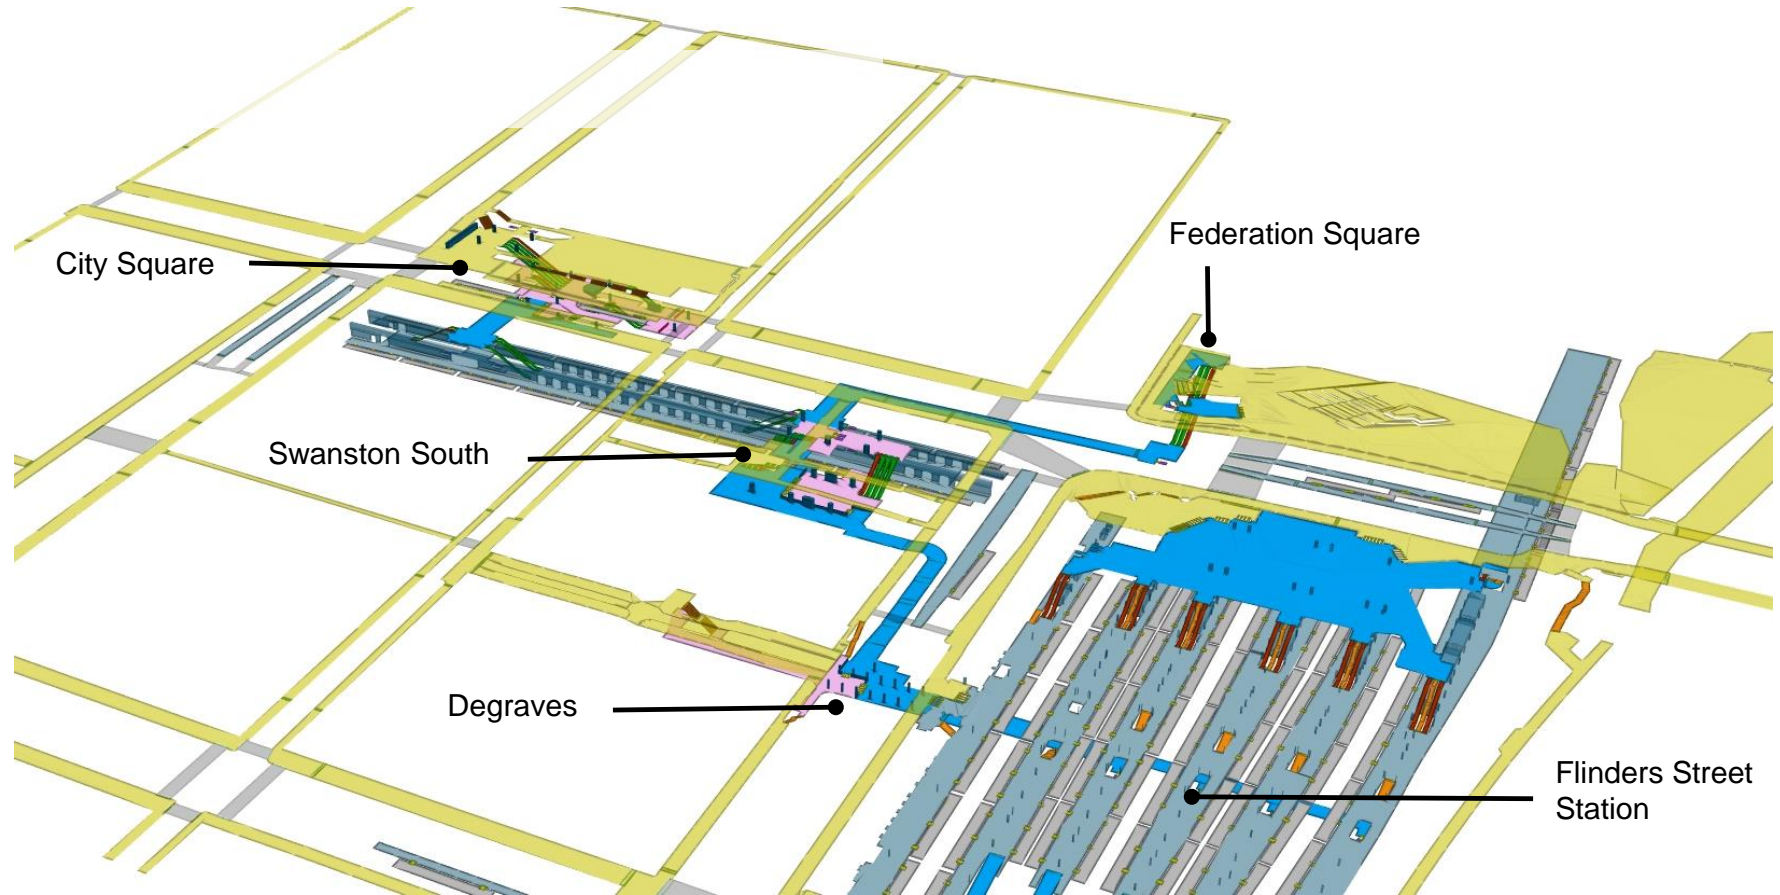 Federation Square
City Square
Swanston South
Degraves
Flinders Street
Station